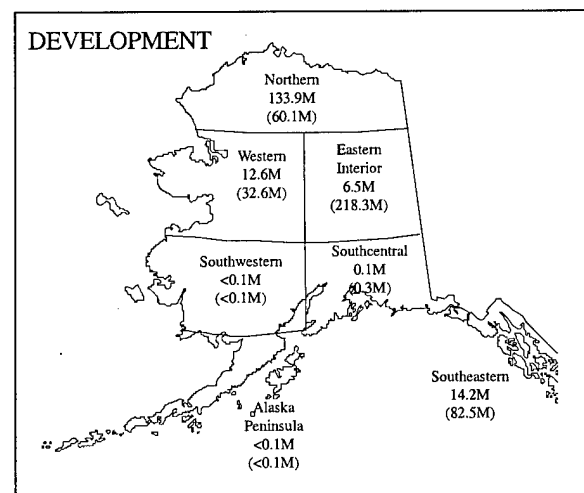 DEVELOPMENT
Northern
133.9M
(60.1M)
Western
12.6M
(32.6M)
Eastern
Interior
6.5M
(218.3M)
Southwestern
<0.1M
(<0.1M)
Southcentral
0.1M
(0.3M)
Southeastern
14.2M
(82.5M)
Alaska
Peninsula
<0.1M
(<0.1M)